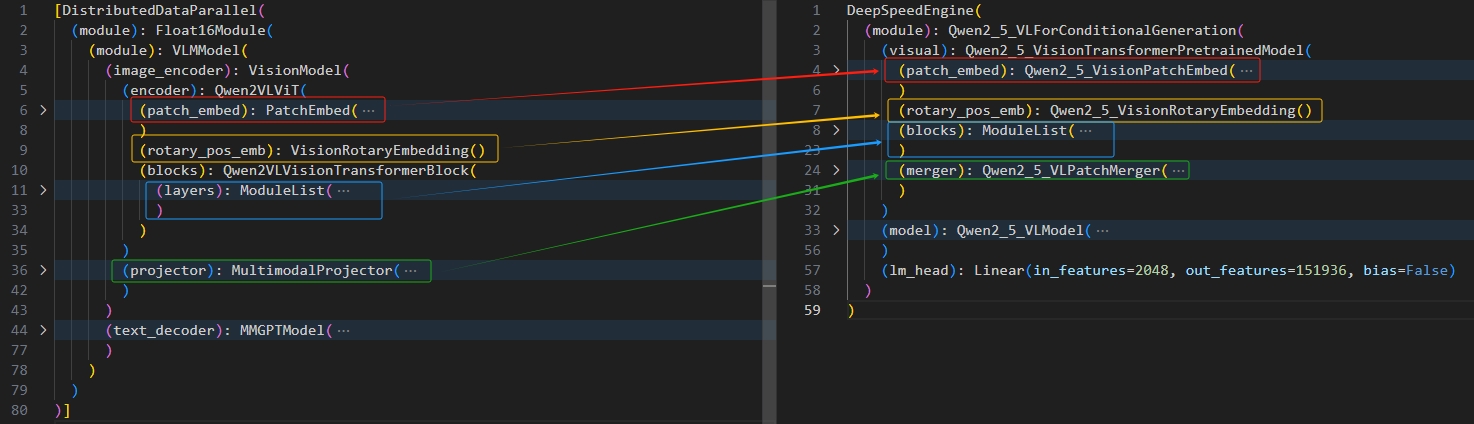 1 [DistributedDataParallel(
2 (module): Float16Module(
3 (module): VLMModel(
4 (image_encoder): VisionModel(
5 (encoder): Qwen2VLViT(
6 > (patch_embed): PatchEmbed( ···
8 )
9 (rotary_pos_emb): VisionRotaryEmbedding()
10 (blocks): Qwen2VLVisionTransformerBlock(
11 > (layers): ModuleList( ···
33 )
34 )
35 )
36 > (projector): MultimodalProjector( ···
42 )
43 )
44 > (text_decoder): MMGPTModel( ···
77 )
78 )
79 )
80 )]
1 DeepSpeedEngine(
2 (module): Qwen2_5_VLForConditionalGeneration(
3 (visual): Qwen2_5_VisionTransformerPretrainedModel(
4 > (patch_embed): Qwen2_5_VisionPatchEmbed( ···
6 )
7 (rotary_pos_emb): Qwen2_5_VisionRotaryEmbedding()
8 > (blocks): ModuleList( ···
23 )
24 > (merger): Qwen2_5_VLPatchMerger( ···
31 )
32 )
33 > (model): Qwen2_5_VLModel( ···
56 )
57 (lm_head): Linear(in_features=2048, out_features=151936, bias=False)
58 )
59 )